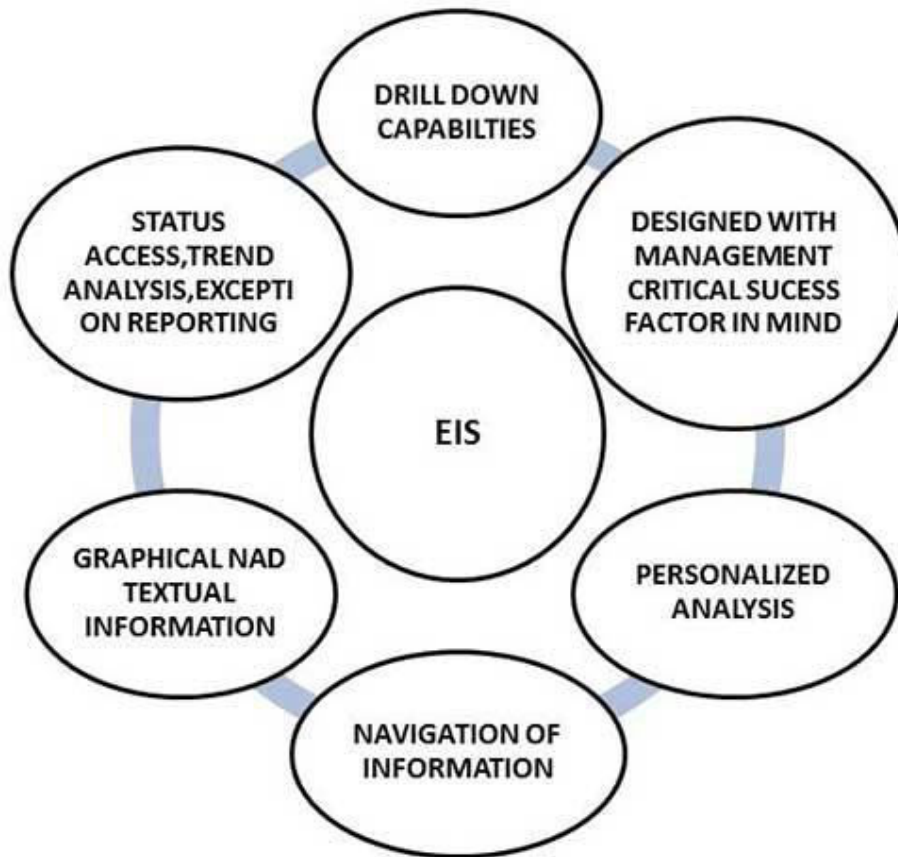 DRILL DOWN
CAPABILTIES
DESIGNED WITH
MANAGEMENT
CRITICAL SUCESS
FACTOR IN MIND
PERSONALIZED
ANALYSIS
NAVIGATION OF
INFORMATION
GRAPHICAL NAD
TEXTUAL
INFORMATION
STATUS
ACCESS,TREND
ANALYSIS,EXCEPTI
ON REPORTING
EIS